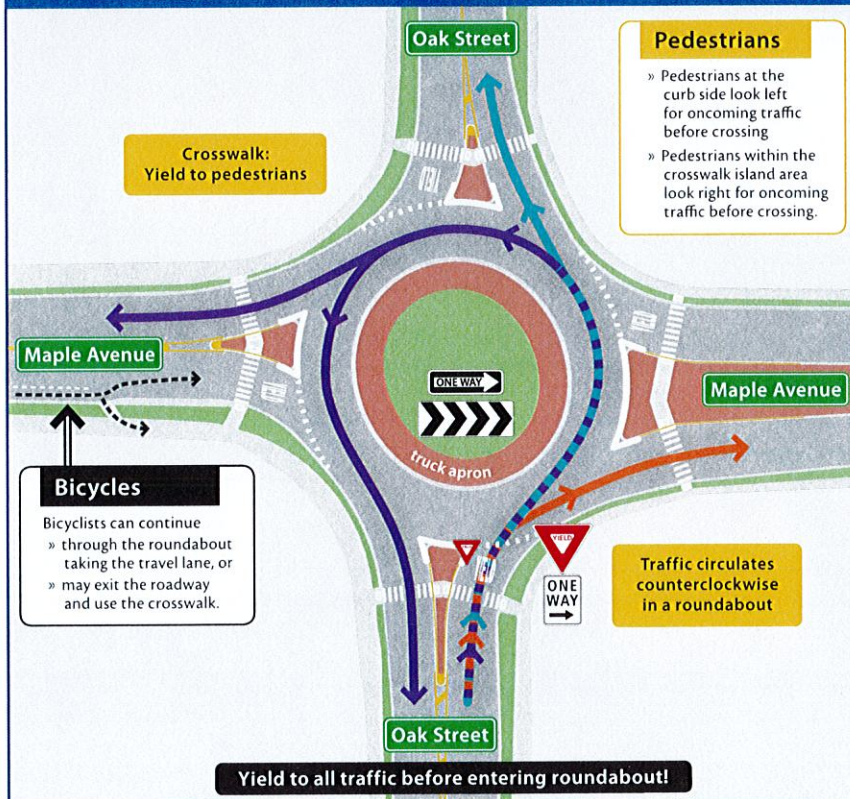 Oak Street
Pedestrians
» Pedestrians at the
curb side look left
for oncoming traffic
before crossing
» Pedestrians within the
crosswalk island area
look right for oncoming
traffic before crossing.
Crosswalk:
Yield to pedestrians
YIELD
YIELD
Maple Avenue
YIELD
ONE WAY
Maple Avenue
truck apron
Bicycles
Bicyclists can continue
» through the roundabout
taking the travel lane, or
» may exit the roadway
and use the crosswalk.
YIELD
ONE
WAY
Traffic circulates
counterclockwise
in a roundabout
Oak Street
Yield to all traffic before entering roundabout!